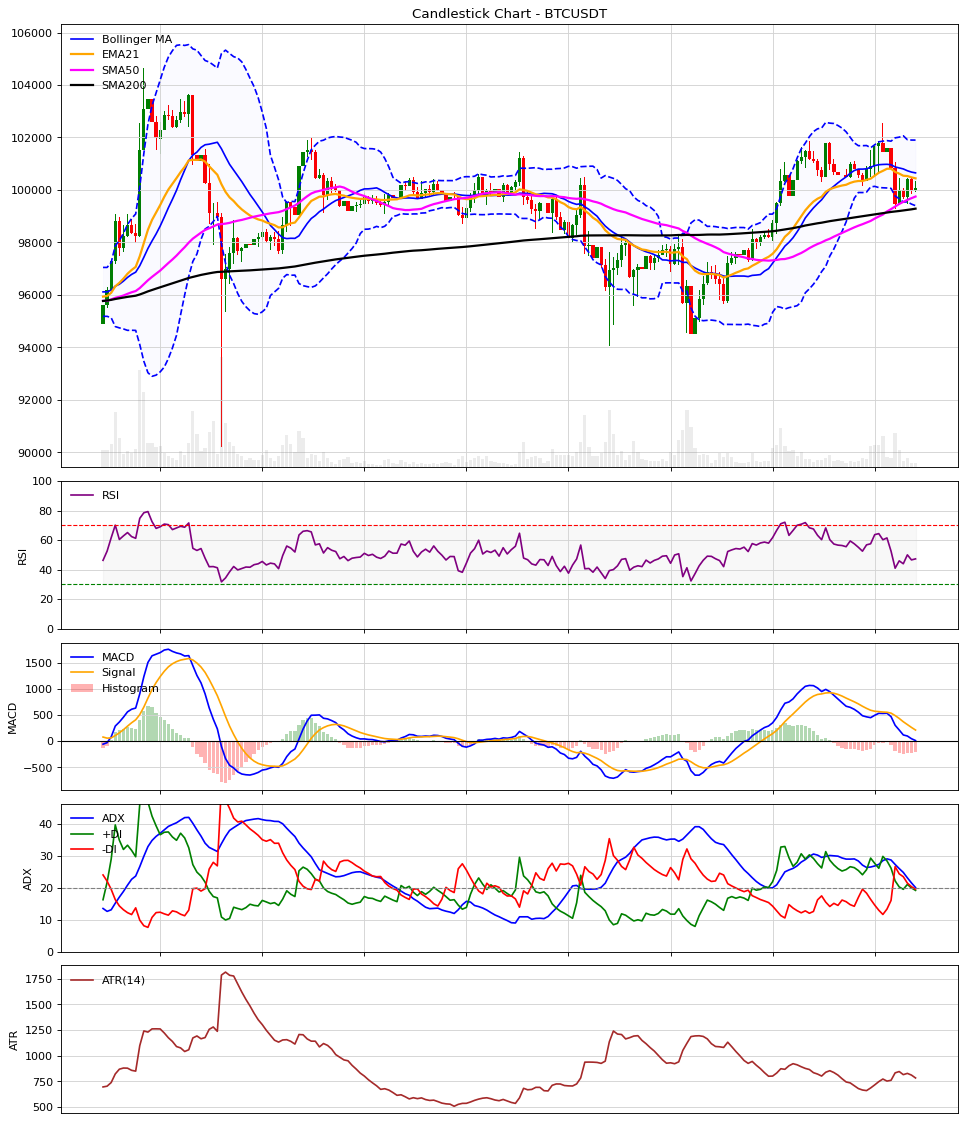 Candlestick Chart - BTCUSDT
106000
104000
102000
100000
98000
96000
94000
92000
90000
Bollinger MA
EMA21
SMA50
SMA200
100
80
60
40
20
0
RSI
RSI
1500
1000
500
0
−500
MACD
MACD
Signal
Histogram
40
30
20
10
0
ADX
ADX
+DI
-DI
1750
1500
1250
1000
750
500
ATR
ATR(14)